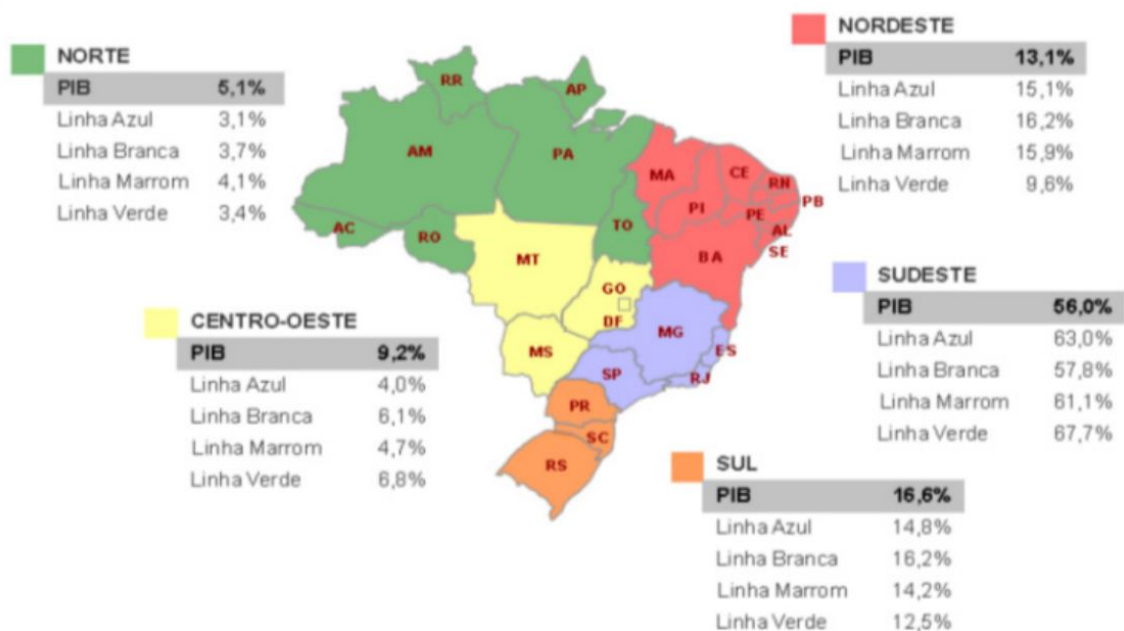 NORTE
PIB 5,1%
Linha Azul 3,1%
Linha Branca 3,7%
Linha Marrom 4,1%
Linha Verde 3,4%
NORDESTE
PIB 13,1%
Linha Azul 15,1%
Linha Branca 16,2%
Linha Marrom 15,9%
Linha Verde 9,6%
RR
AP
AM
PA
MA
CE
RN
PB
PI
PE
AL
SE
AC
RO
TO
BA
MT
GO
DF
MG
ES
MS
SP
RJ
PR
SC
RS
CENTRO-OESTE
PIB 9,2%
Linha Azul 4,0%
Linha Branca 6,1%
Linha Marrom 4,7%
Linha Verde 6,8%
SUDESTE
PIB 56,0%
Linha Azul 63,0%
Linha Branca 57,8%
Linha Marrom 61,1%
Linha Verde 67,7%
SUL
PIB 16,6%
Linha Azul 14,8%
Linha Branca 16,2%
Linha Marrom 14,2%
Linha Verde 12,5%